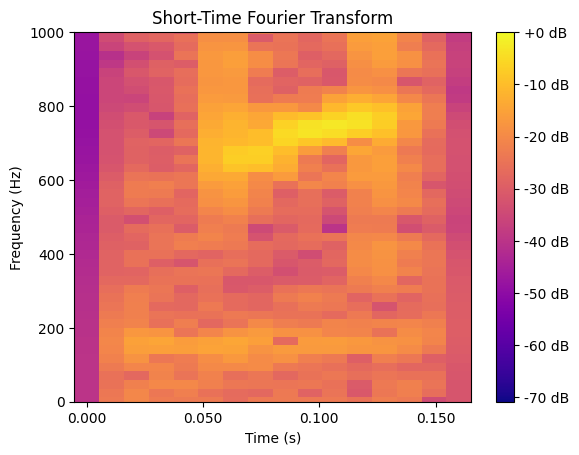 Short-Time Fourier Transform
1000
800
600
400
200
0
Frequency (Hz)
0.000
0.050
0.100
0.150
Time (s)
+0 dB
-10 dB
-20 dB
-30 dB
-40 dB
-50 dB
-60 dB
-70 dB